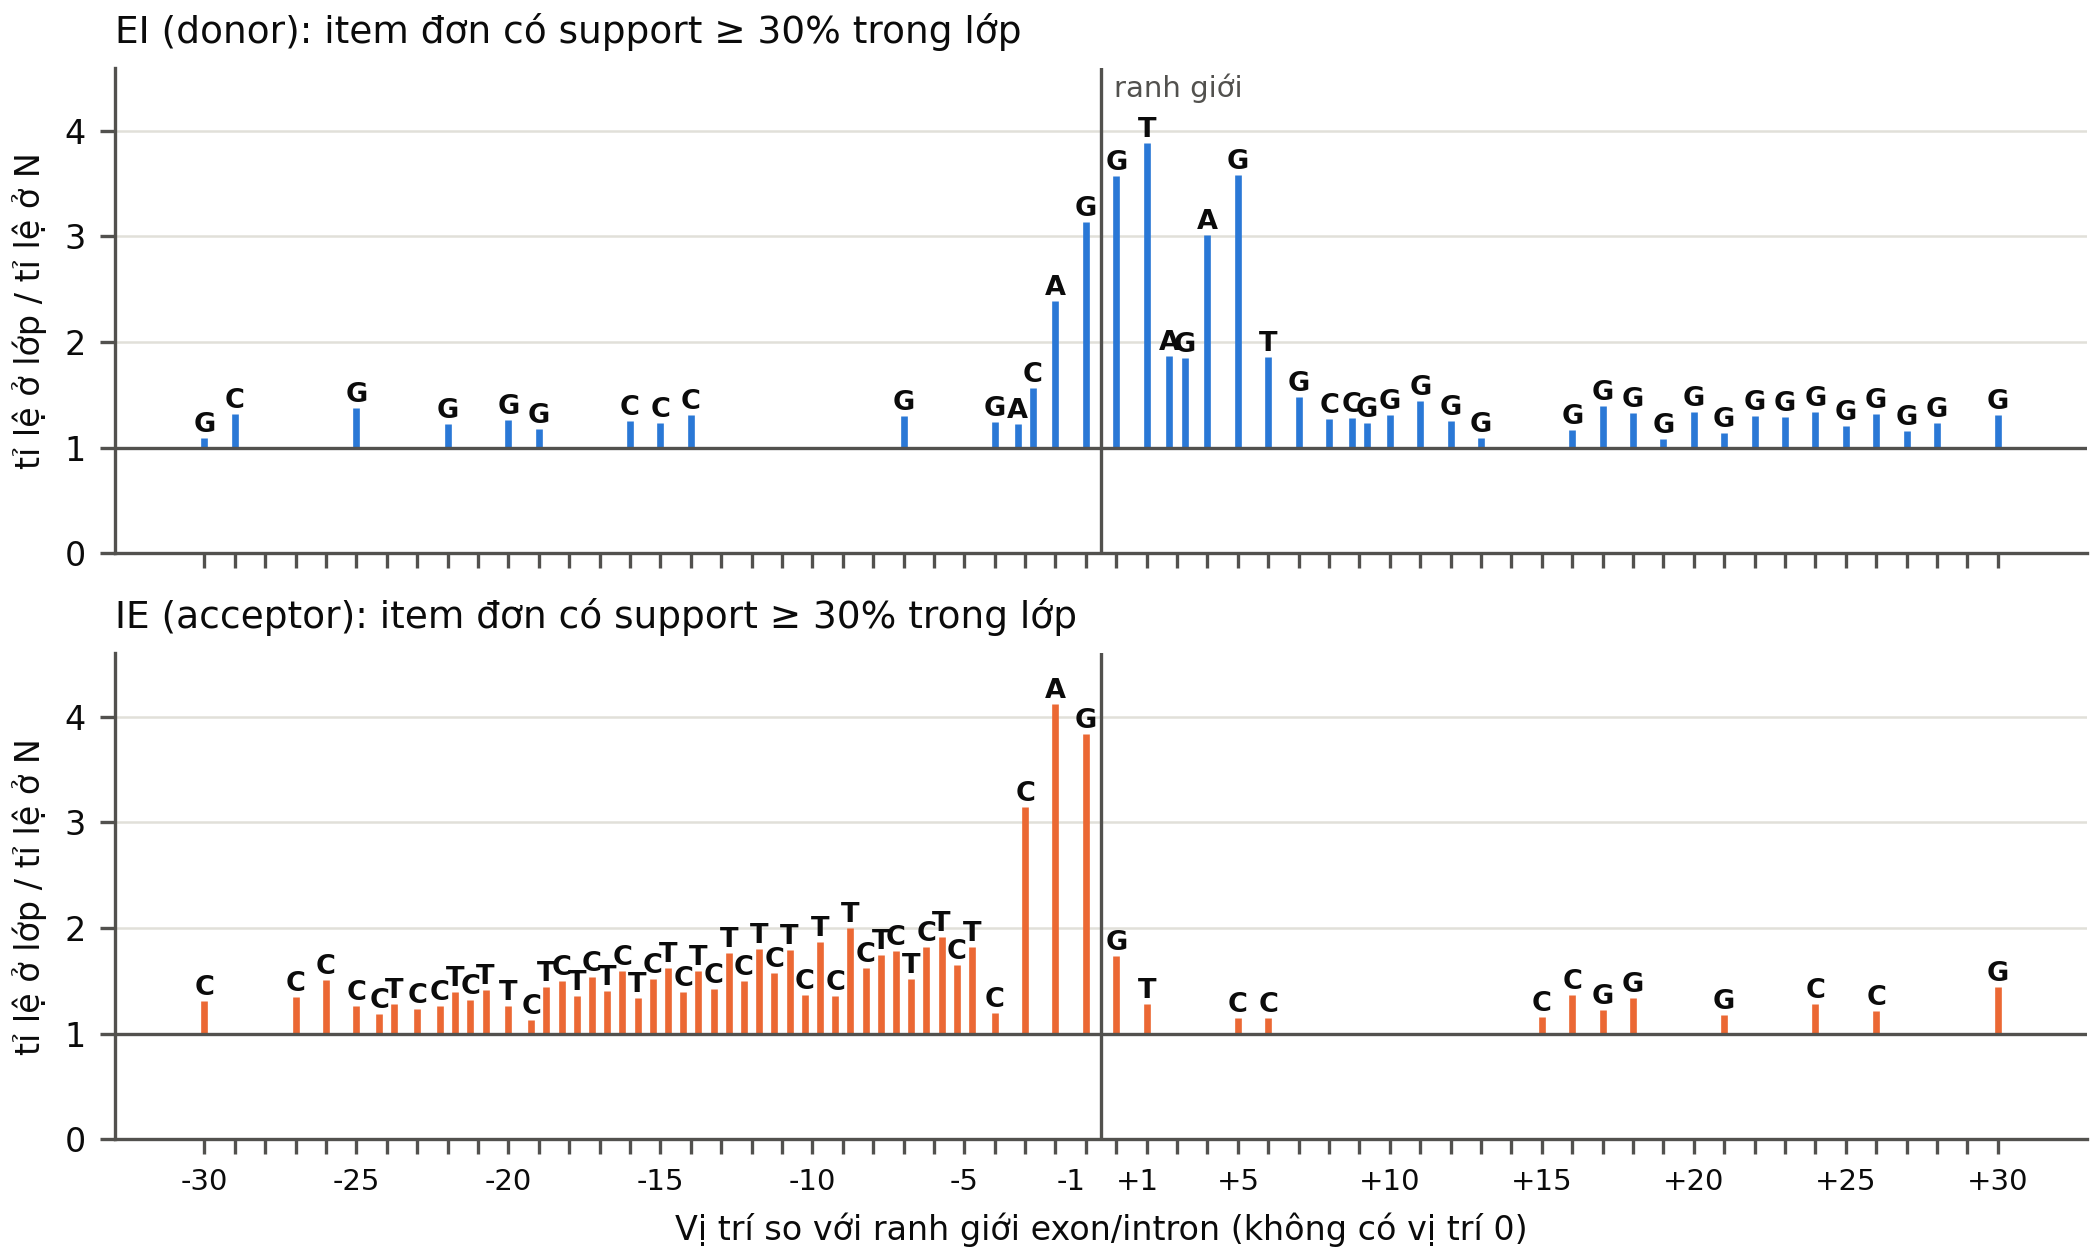 EI (donor): item đơn có support ≥ 30% trong lớp
ranh giới
tỉ lệ ở lớp / tỉ lệ ở N
4
3
2
1
0
G C G G G G C C C G G A C A G G T A G A G T G C C G G G G G G G G G G G G G G G G G G
IE (acceptor): item đơn có support ≥ 30% trong lớp
tỉ lệ ở lớp / tỉ lệ ở N
4
3
2
1
0
C C C C C T C C T C T T C T C T C T C T C T C T C T C T C T C T C T C T C T C T C T C C A G G T C C C C G G G C C G
-30 -25 -20 -15 -10 -5 -1 +1 +5 +10 +15 +20 +25 +30
Vị trí so với ranh giới exon/intron (không có vị trí 0)